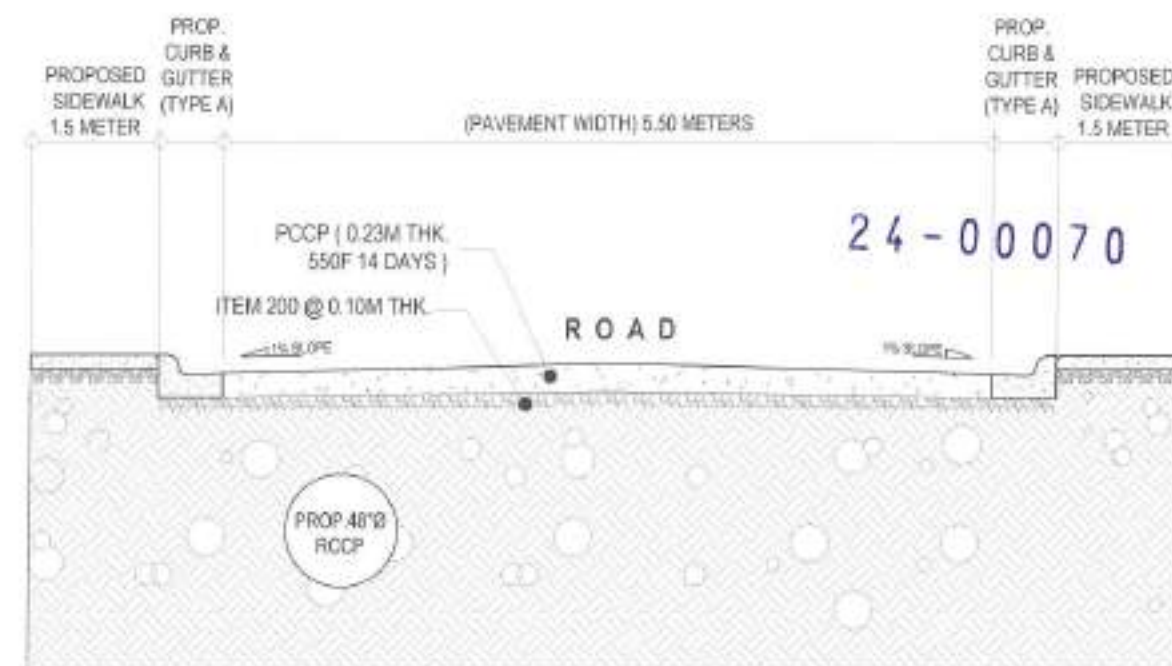 PROP.
CURB &
GUTTER
(TYPE A)
PROPOSED
SIDEWALK
1.5 METER
(PAVEMENT WIDTH) 5.50 METERS
PROP.
CURB &
GUTTER
(TYPE A)
PROPOSED
SIDEWALK
1.5 METER
24-00070
PCCP ( 0.23M THK.
550F 14 DAYS )
ITEM 200 @ 0.10M THK.
ROAD
1% SLOPE
1% SLOPE
PROP.48"Ø
RCCP